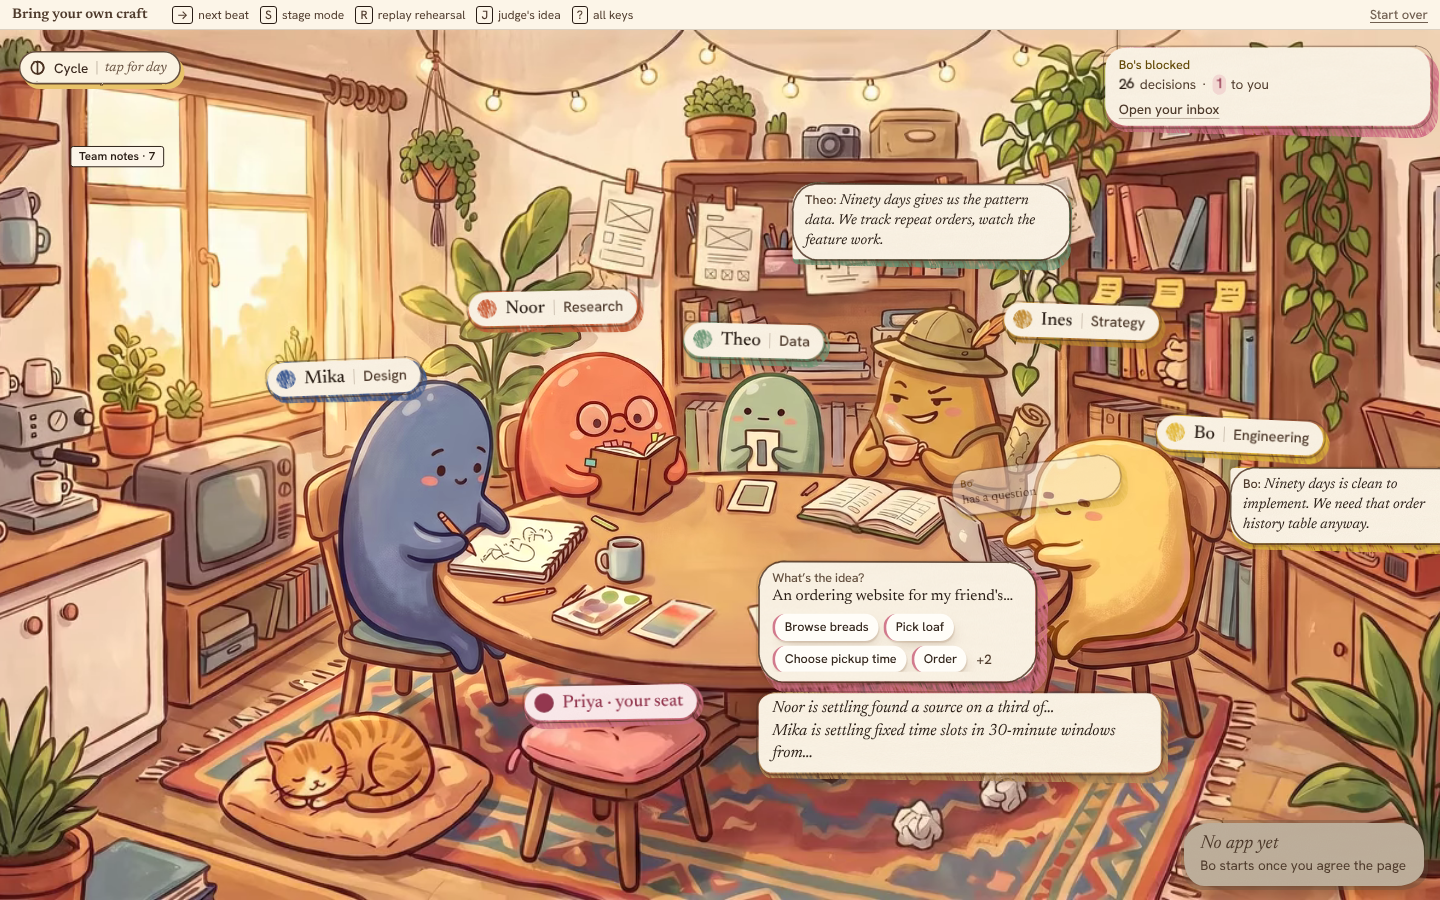 Bring your own craft
→ next beat S stage mode R replay rehearsal J judge's idea ? all keys
Start over
Cycle | tap for day
Bo's blocked
26 decisions · 1 to you
Open your inbox
Team notes · 7
Theo: Ninety days gives us the pattern
data. We track repeat orders, watch the
feature work.
Noor | Research
Theo | Data
Ines | Strategy
Mika | Design
Bo | Engineering
Bo: Ninety days is clean to
implement. We need that order
history table anyway.
Bo
has a question
What's the idea?
An ordering website for my friend's…
Browse breads
Pick loaf
Choose pickup time
Order
+2
Priya · your seat
Noor is settling found a source on a third of…
Mika is settling fixed time slots in 30-minute windows
from…
No app yet
Bo starts once you agree the page